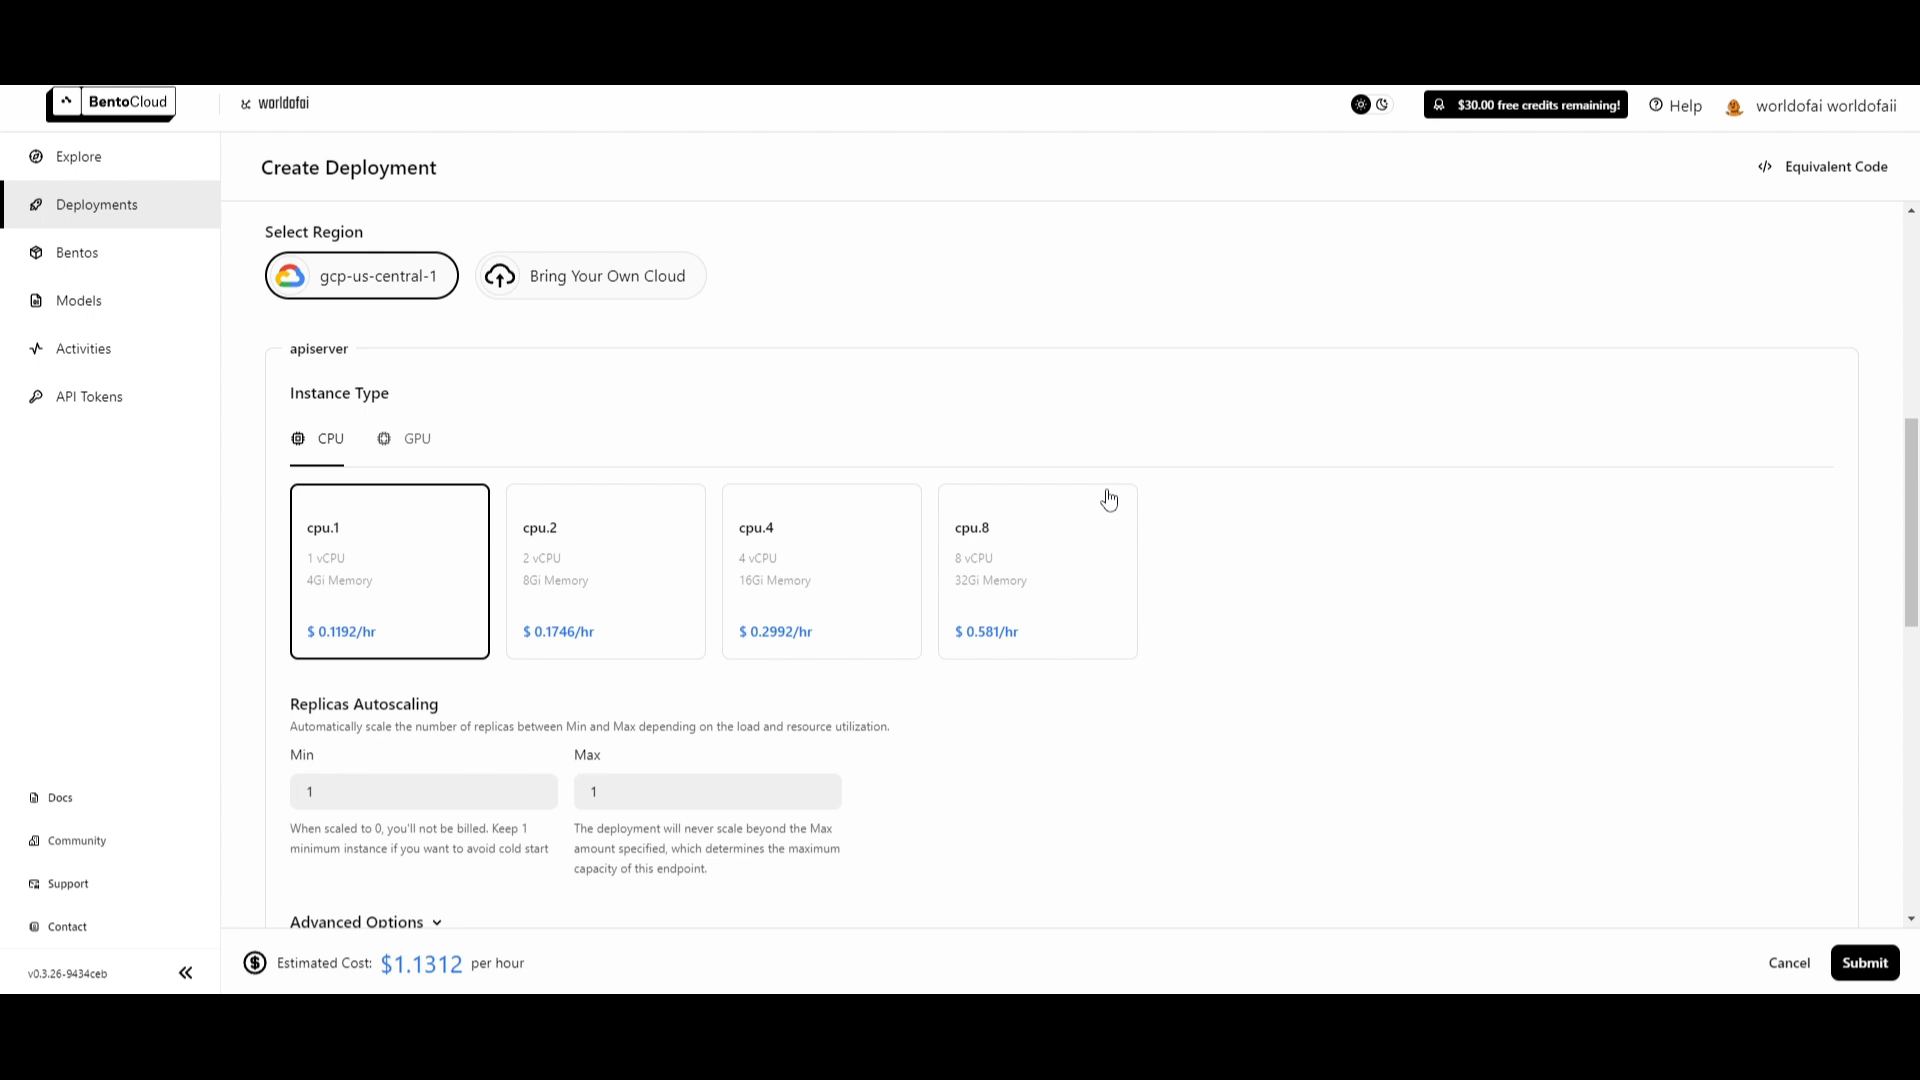 BentoCloud
worldofai
$30.00 free credits remaining!
Help
worldofai worldofaii
Explore
Deployments
Bentos
Models
Activities
API Tokens
Docs
Community
Support
Contact
v0.3.26-9434ceb
Create Deployment
</> Equivalent Code
Select Region
gcp-us-central-1
Bring Your Own Cloud
apiserver
Instance Type
CPU
GPU
cpu.1
1 vCPU
4Gi Memory
$ 0.1192/hr
cpu.2
2 vCPU
8Gi Memory
$ 0.1746/hr
cpu.4
4 vCPU
16Gi Memory
$ 0.2992/hr
cpu.8
8 vCPU
32Gi Memory
$ 0.581/hr
Replicas Autoscaling
Automatically scale the number of replicas between Min and Max depending on the load and resource utilization.
Min
1
When scaled to 0, you'll not be billed. Keep 1
minimum instance if you want to avoid cold start
Max
1
The deployment will never scale beyond the Max
amount specified, which determines the maximum
capacity of this endpoint.
Advanced Options
Estimated Cost: $1.1312 per hour
Cancel
Submit